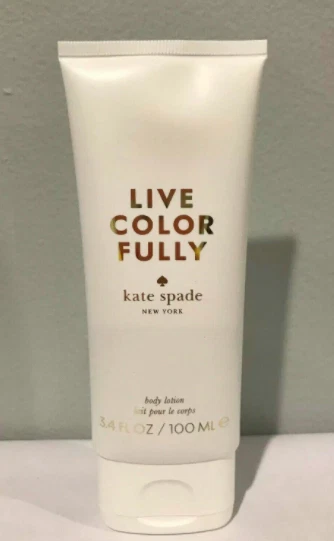 LIVE
COLOR
FULLY
kate spade
NEW YORK
body lotion
lait pour le corps
3.4 FL OZ / 100 ML ℮